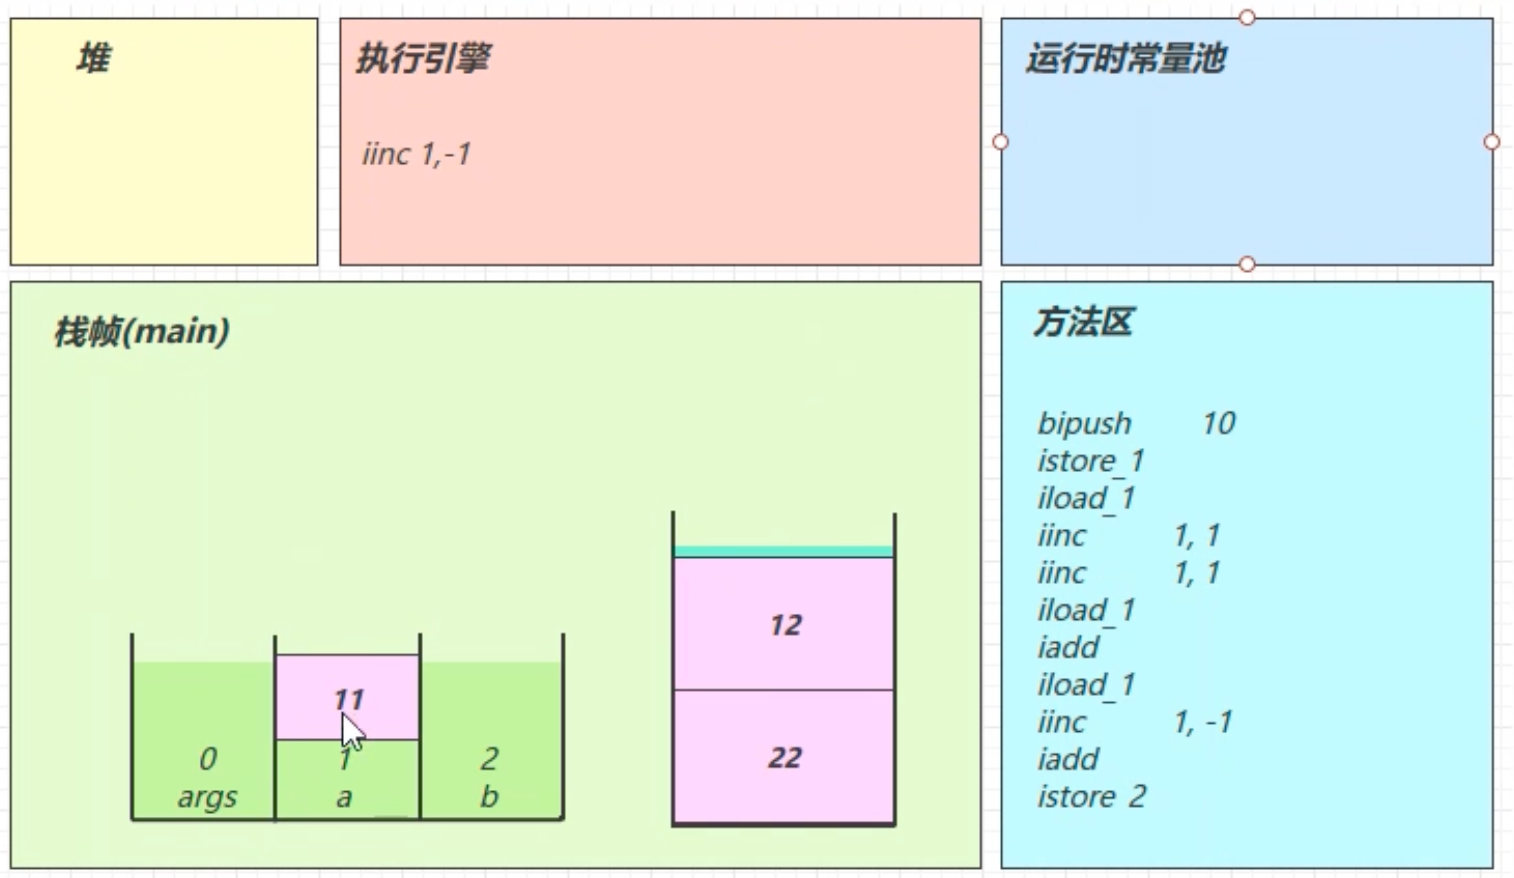 堆
执行引擎
iinc 1,-1
运行时常量池
栈帧(main)
11
0
args
1
a
2
b
12
22
方法区
bipush 10
istore_1
iload_1
iinc 1, 1
iinc 1, 1
iload_1
iadd
iload_1
iinc 1, -1
iadd
istore 2